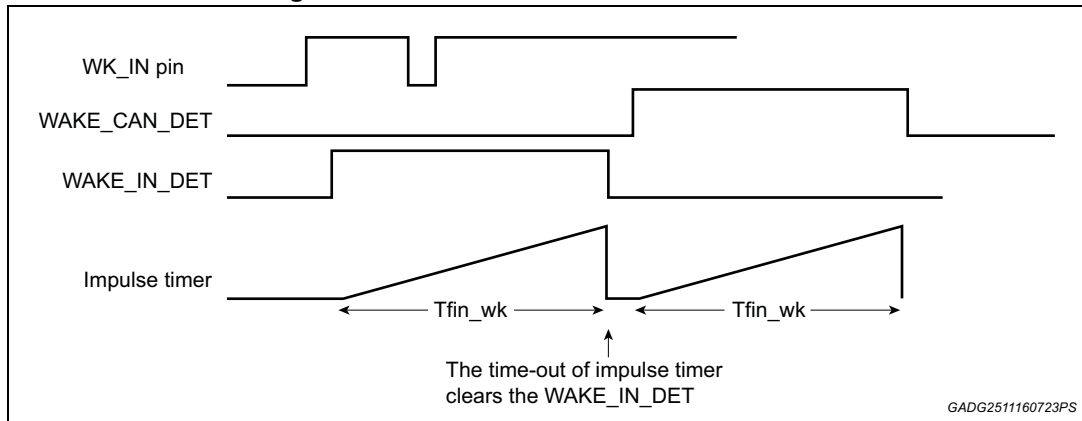 WK_IN pin
WAKE_CAN_DET
WAKE_IN_DET
Impulse timer
Tfin_wk
Tfin_wk
The time-out of impulse timer
clears the WAKE_IN_DET
GADG2511160723PS